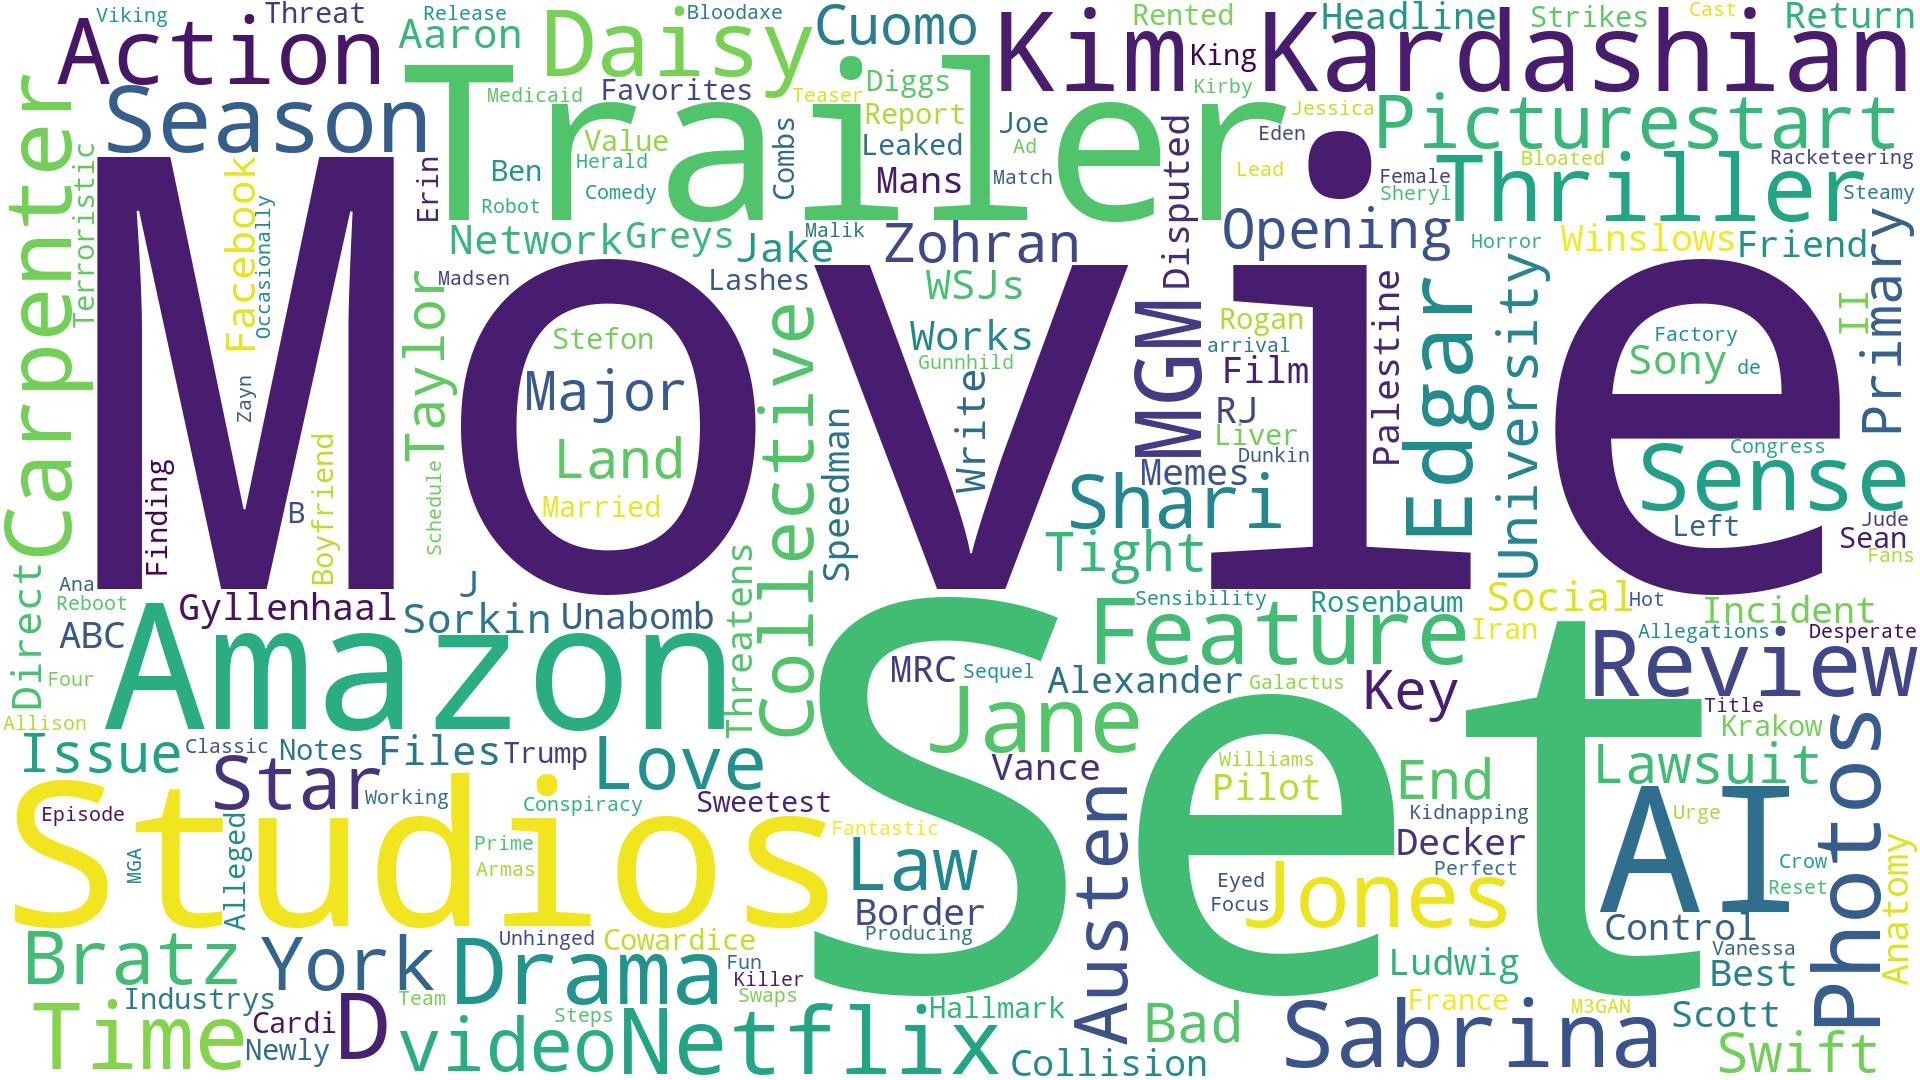 Viking
Threat
Release
Bloodaxe
Cuomo
Rented
Headline
Strikes
Cast
Return
Action
Aaron
Daisy
Kim
King
Kardashian
Season
Medicaid
Favorites
Teaser
Diggs
Kirby
Jessica
Picturestart
Carpenter
Terroristic
Trailer
Value
Report
Joe
Eden
Ben
Herald
Combs
Leaked
Ad
Lead
Female
Bloated
Racketeering
Facebook
Occasionally
Erin
Robot
Comedy
Mans
Match
Disputed
Sheryl
Thriller
Steamy
Network
Greys
Jake
Malik
Zohran
Opening
Horror
Winslows
Friend
Primary
Movie
Madsen
Lashes
WSJs
Palestine
University
II
Taylor
Stefon
Collective
Works
MGM
Rogan
arrival
Edgar
Factory
Sony
de
Zayn
Major
Gunnhild
Film
RJ
Finding
Boyfriend
B
Schedule
Land
Married
Speedman
Write
Liver
Dunkin
Memes
Shari
Congress
Sense
Left
Jude
Sean
Fans
Tight
Direct
Ana
Reboot
ABC
Gyllenhaal
J
Sorkin
Unabomb
Threatens
Sensibility
Rosenbaum
Social
Hot
Incident
Feature
Iran
Allegations
Desperate
Review
Four
Allison
Amazon
MRC
Sequel
Alexander
Galactus
Key
Title
Krakow
Set
Jane
Issue
Classic
Notes
Files
Trump
Love
Vance
Williams
Pilot
End
Lawsuit
Photos
Star
Working
Conspiracy
Sweetest
Austen
Kidnapping
Urge
AI
Episode
Studios
MGA
Alleged
Prime
Armas
Fantastic
Law
Decker
Perfect
Crow
Reset
Anatomy
Eyed
Focus
Jones
Border
Producing
Control
Bratz
York
Unhinged
Cowardice
Drama
Fun
Killer
Swaps
Ludwig
Vanessa
Best
Industrys
Team
Steps
Hallmark
France
M3GAN
Scott
Time
Cardi
Newly
D
video
Netflix
Collision
Bad
Sabrina
Swift